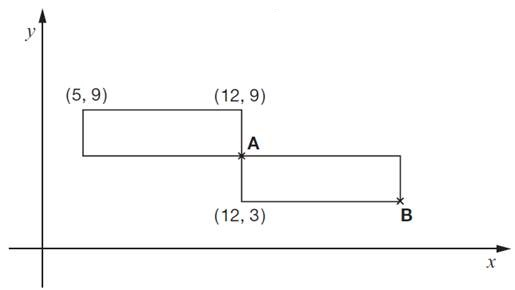 y
(5, 9) (12, 9)
A
(12, 3) B
x